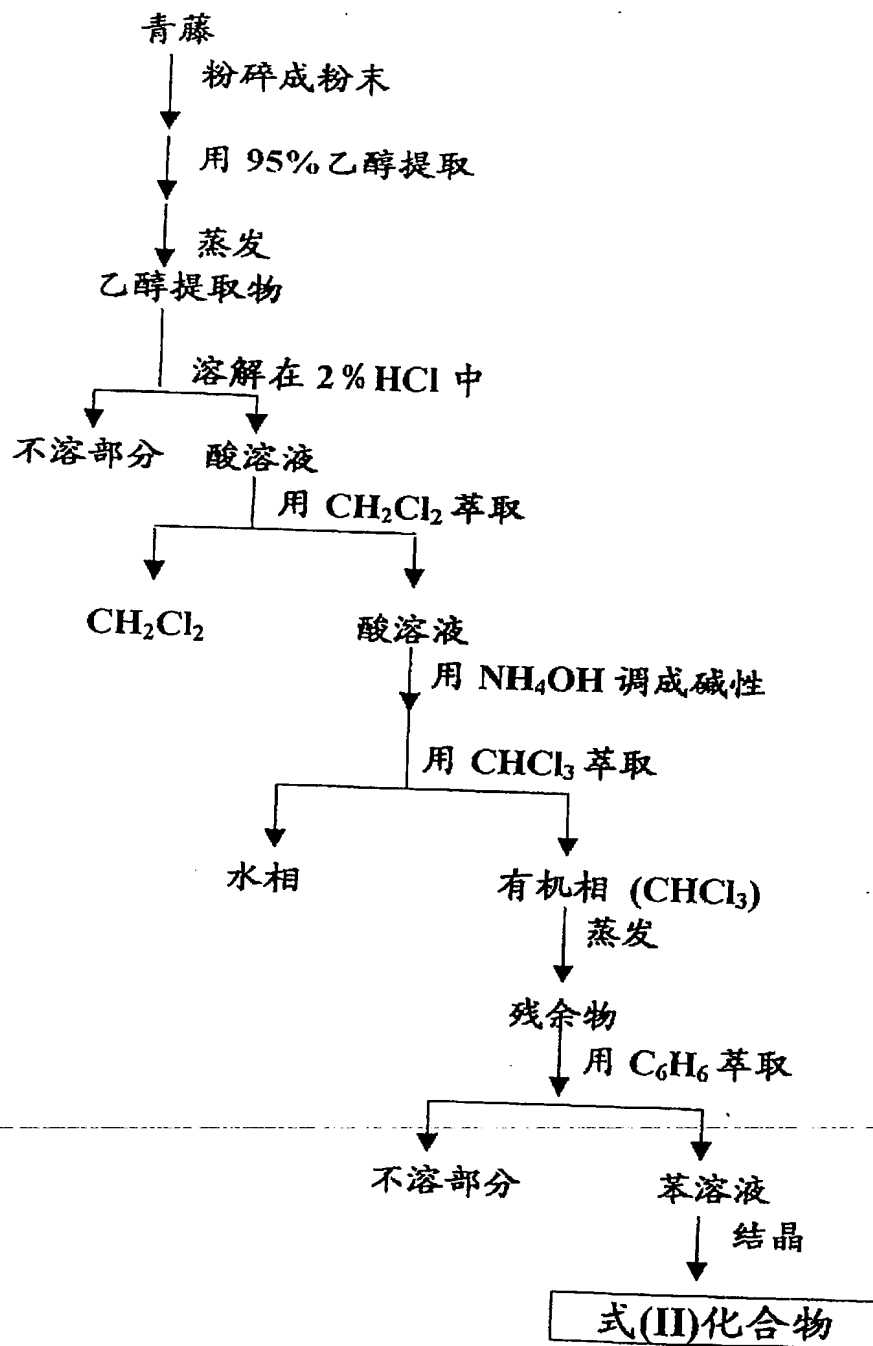 青藤
粉碎成粉末
用 95% 乙醇提取
蒸发
乙醇提取物
溶解在 2% HCl 中
不溶部分 酸溶液
用 CH₂Cl₂ 萃取
CH₂Cl₂ 酸溶液
用 NH₄OH 调成碱性
用 CHCl₃ 萃取
水相 有机相 (CHCl₃)
蒸发
残余物
用 C₆H₆ 萃取
不溶部分 苯溶液
结晶
式(II)化合物